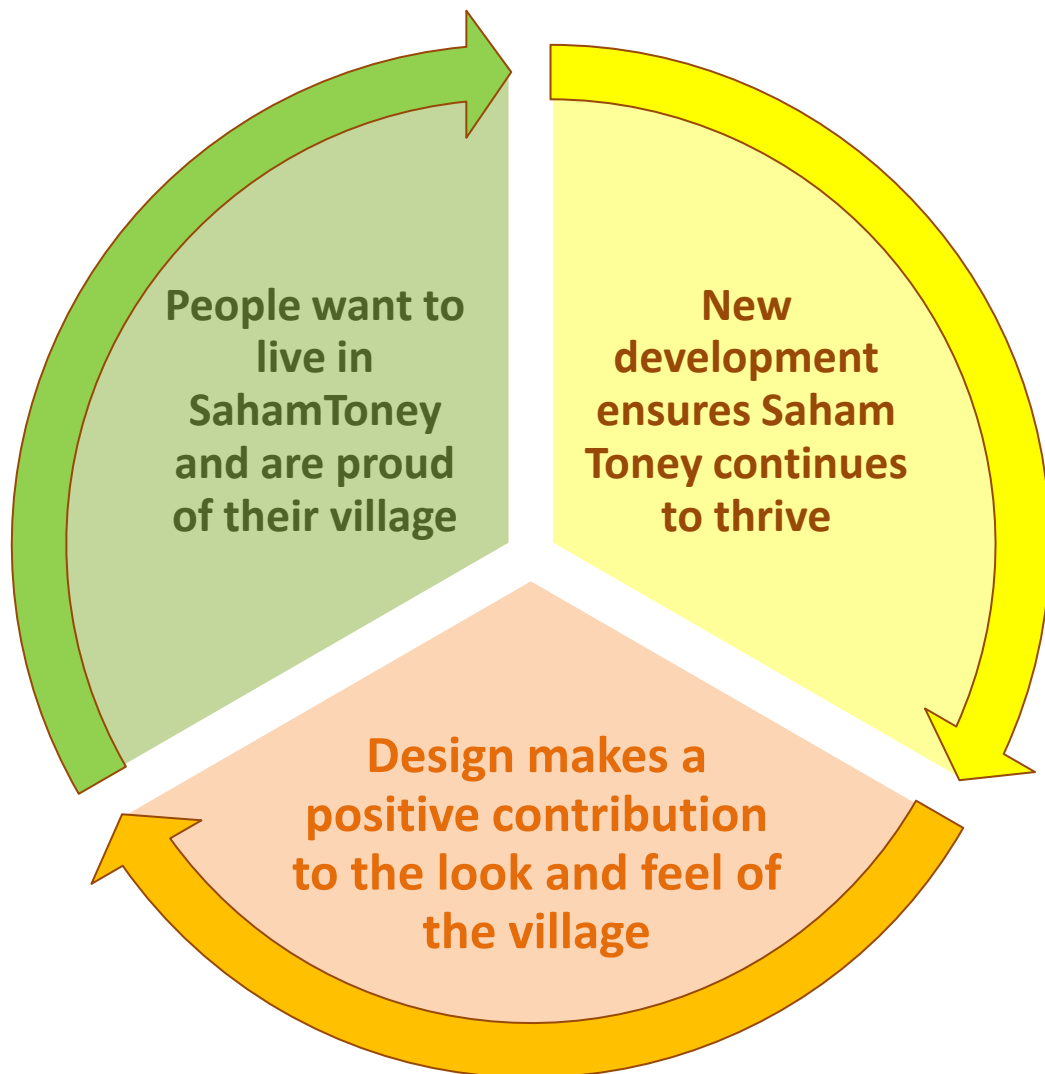 People want to
live in
SahamToney
and are proud
of their village
New
development
ensures Saham
Toney continues
to thrive
Design makes a
positive contribution
to the look and feel of
the village